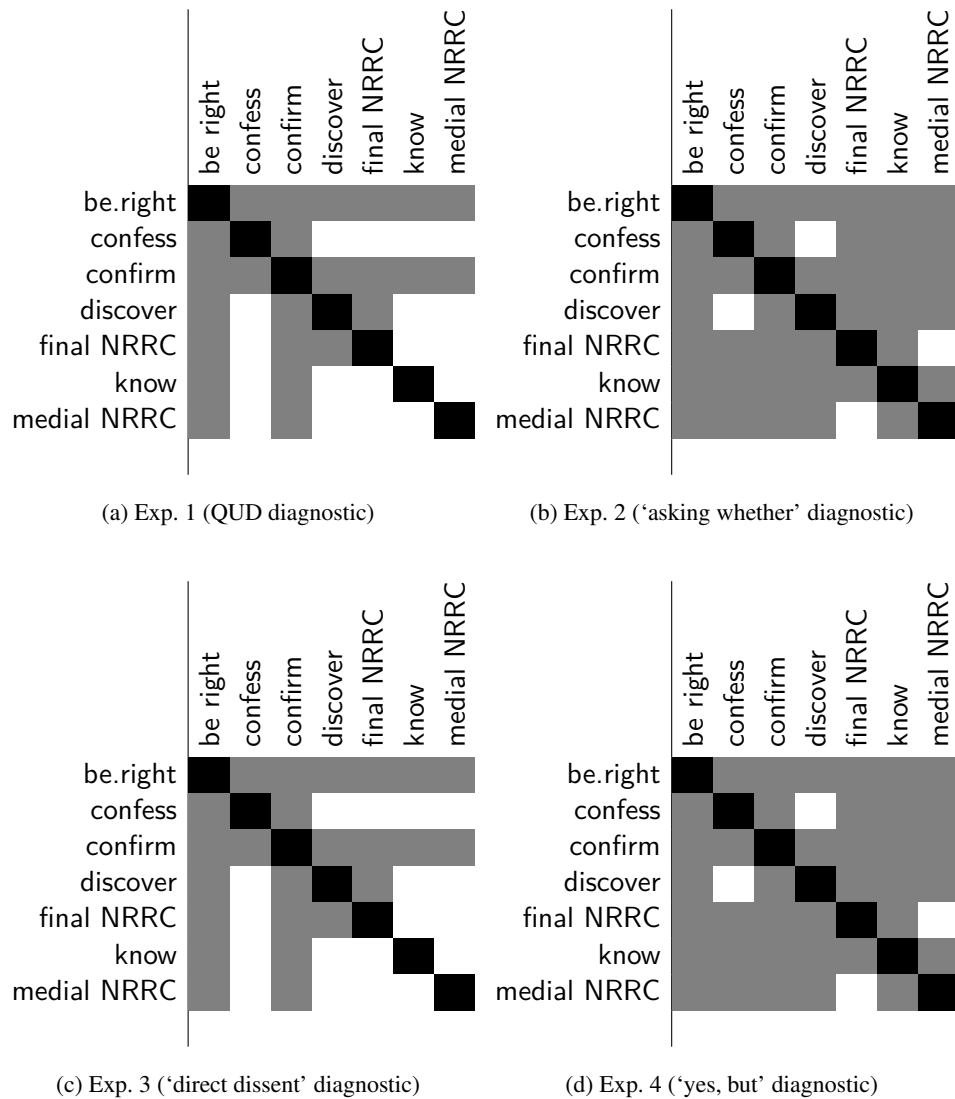 be right
confess
confirm
discover
final NRRC
know
medial NRRC
be.right
confess
confirm
discover
final NRRC
know
medial NRRC
(a) Exp. 1 (QUD diagnostic)
be right
confess
confirm
discover
final NRRC
know
medial NRRC
be.right
confess
confirm
discover
final NRRC
know
medial NRRC
(b) Exp. 2 (‘asking whether’ diagnostic)
be right
confess
confirm
discover
final NRRC
know
medial NRRC
be.right
confess
confirm
discover
final NRRC
know
medial NRRC
(c) Exp. 3 (‘direct dissent’ diagnostic)
be right
confess
confirm
discover
final NRRC
know
medial NRRC
be.right
confess
confirm
discover
final NRRC
know
medial NRRC
(d) Exp. 4 (‘yes, but’ diagnostic)